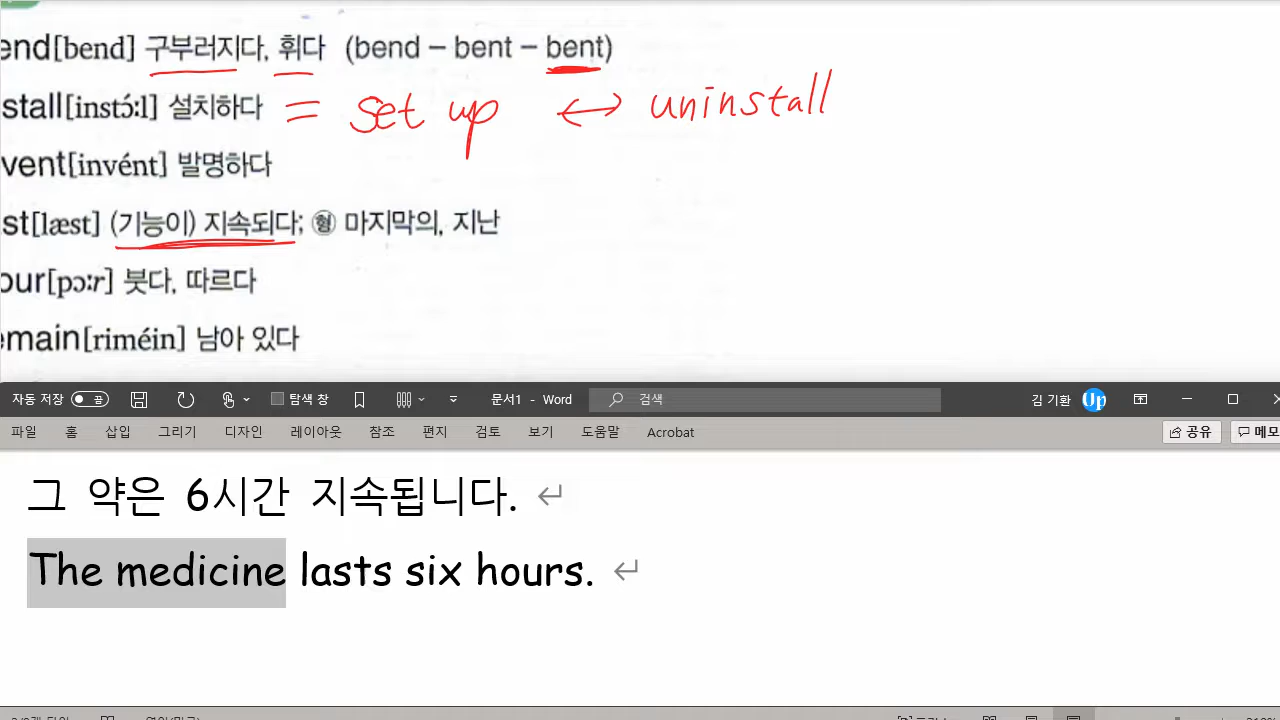 end[bend] 구부러지다, 휘다 (bend – bent – bent)
stall[instɔ́ːl] 설치하다 = set up ↔ uninstall
vent[invént] 발명하다
st[læst] (기능이) 지속되다; 형 마지막의, 지난
our[pɔːr] 붓다, 따르다
emain[riméin] 남아 있다
자동 저장 끔 탐색 창 문서1 - Word 검색 김 기환 Up
파일 홈 삽입 그리기 디자인 레이아웃 참조 편지 검토 보기 도움말 Acrobat 공유 메모
그 약은 6시간 지속됩니다. ↵
The medicine lasts six hours. ↵